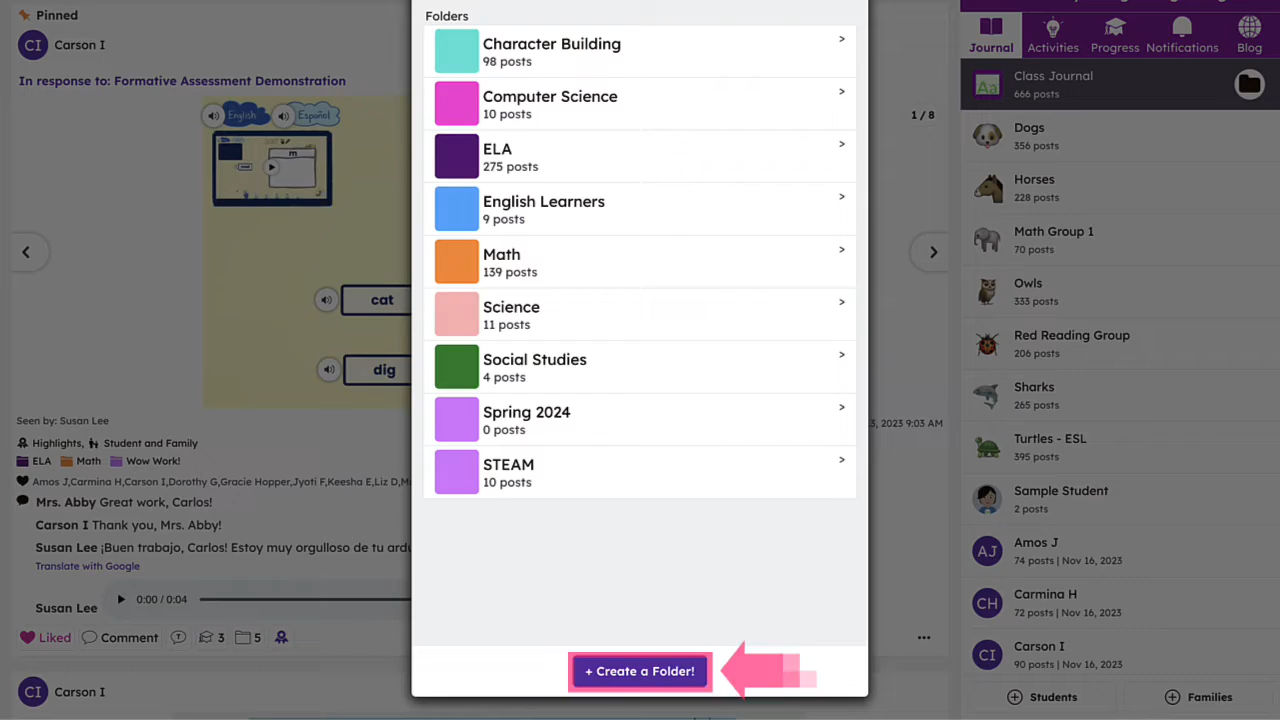 Pinned
CI Carson I
In response to: Formative Assessment Demonstration
English Español
m
cat
dig
1 / 8
Seen by: Susan Lee
3, 2023 9:03 AM
Highlights, Student and Family
ELA Math Wow Work!
Amos J,Carmina H,Carson I,Dorothy G,Gracie Hopper,Jyoti F,Keesha E,Liz D,M
Mrs. Abby Great work, Carlos!
Carson I Thank you, Mrs. Abby!
Susan Lee ¡Buen trabajo, Carlos! Estoy muy orgulloso de tu ardu
Translate with Google
Susan Lee 0:00 / 0:04
Liked Comment T 3 5
CI Carson I
Folders
Character Building
98 posts
Computer Science
10 posts
ELA
275 posts
English Learners
9 posts
Math
139 posts
Science
11 posts
Social Studies
4 posts
Spring 2024
0 posts
STEAM
10 posts
+ Create a Folder!
Journal Activities Progress Notifications Blog
Aa Class Journal
666 posts
Dogs
356 posts
Horses
228 posts
Math Group 1
70 posts
Owls
333 posts
Red Reading Group
206 posts
Sharks
265 posts
Turtles - ESL
395 posts
Sample Student
2 posts
AJ Amos J
74 posts | Nov 16, 2023
CH Carmina H
72 posts | Nov 16, 2023
CI Carson I
90 posts | Nov 16, 2023
Students Families